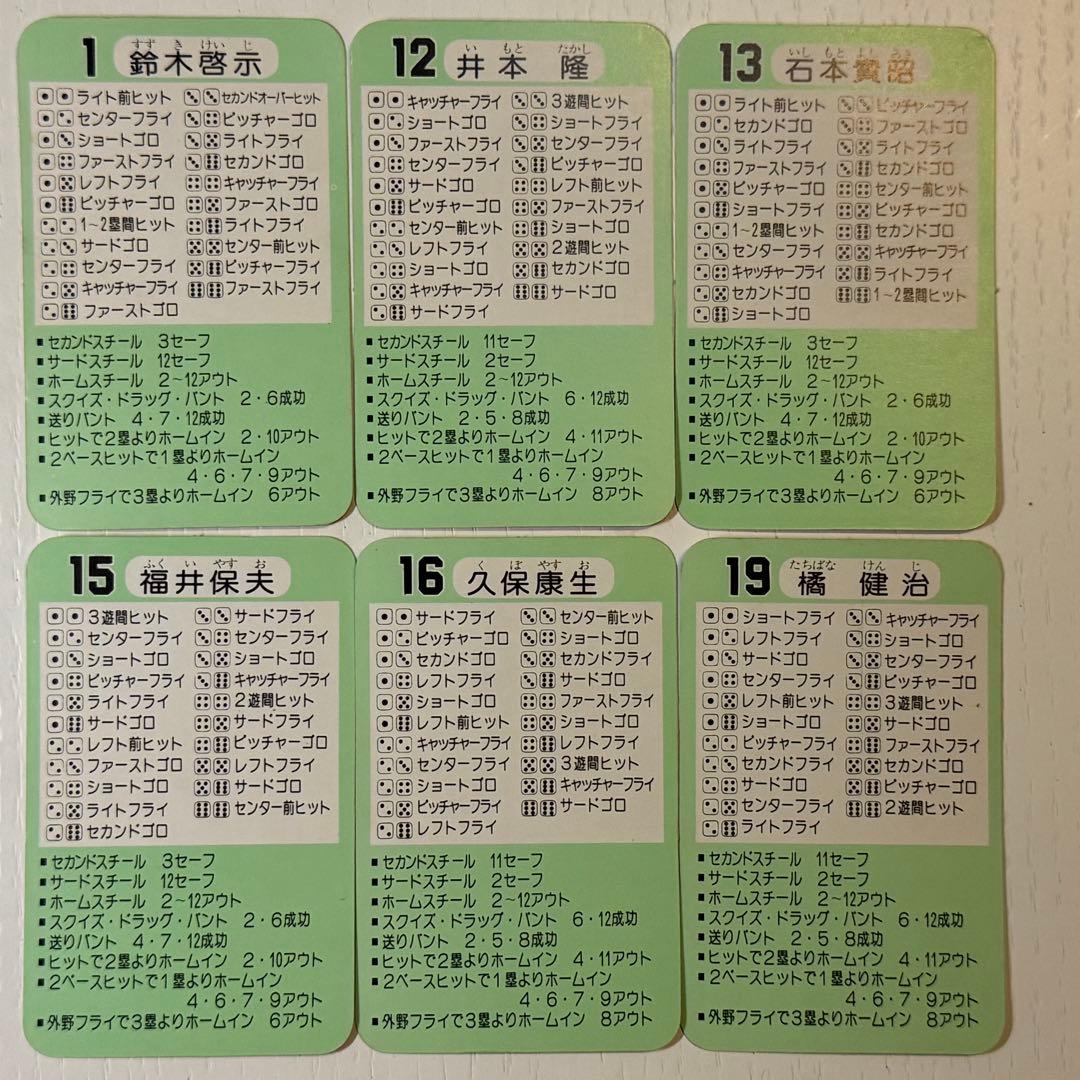 1 鈴木啓示
すず き けい じ
ライト前ヒット セカンドオーバーヒット
センターフライ ピッチャーゴロ
ショートゴロ ライトフライ
ファーストフライ セカンドゴロ
レフトフライ キャッチャーフライ
ピッチャーゴロ ファーストゴロ
1〜2塁間ヒット ライトフライ
サードゴロ センター前ヒット
センターフライ ピッチャーフライ
キャッチャーフライ ファーストフライ
ファーストゴロ
■セカンドスチール 3セーフ
■サードスチール 12セーフ
■ホームスチール 2〜12アウト
■スクイズ・ドラッグ・バント 2・6成功
■送りバント 4・7・12成功
■ヒットで2塁よりホームイン 2・10アウト
■2ベースヒットで1塁よりホームイン
4・6・7・9アウト
■外野フライで3塁よりホームイン 6アウト
12 井本 隆
い もと たかし
キャッチャーフライ 3遊間ヒット
ショートゴロ ショートフライ
ファーストフライ センターフライ
センターフライ ピッチャーゴロ
サードゴロ レフト前ヒット
ピッチャーゴロ ファーストフライ
センター前ヒット ショートゴロ
レフトフライ 2遊間ヒット
ショートゴロ セカンドゴロ
キャッチャーフライ サードゴロ
サードフライ
■セカンドスチール 11セーフ
■サードスチール 2セーフ
■ホームスチール 2〜12アウト
■スクイズ・ドラッグ・バント 6・12成功
■送りバント 2・5・8成功
■ヒットで2塁よりホームイン 4・11アウト
■2ベースヒットで1塁よりホームイン
4・6・7・9アウト
■外野フライで3塁よりホームイン 8アウト
13 石本貴昭
いし もと よし あき
ライト前ヒット ピッチャーフライ
セカンドゴロ ファーストゴロ
ライトフライ ライトフライ
ファーストフライ セカンドゴロ
ピッチャーゴロ センター前ヒット
ショートフライ ピッチャーゴロ
1〜2塁間ヒット セカンドゴロ
センターフライ キャッチャーフライ
キャッチャーフライ ライトフライ
セカンドゴロ 1〜2塁間ヒット
ショートゴロ
■セカンドスチール 3セーフ
■サードスチール 12セーフ
■ホームスチール 2〜12アウト
■スクイズ・ドラッグ・バント 2・6成功
■送りバント 4・7・12成功
■ヒットで2塁よりホームイン 2・10アウト
■2ベースヒットで1塁よりホームイン
4・6・7・9アウト
■外野フライで3塁よりホームイン 6アウト
15 福井保夫
ふく い やす お
3遊間ヒット サードフライ
センターフライ センターフライ
ショートゴロ ショートゴロ
ピッチャーフライ キャッチャーフライ
ライトフライ 2遊間ヒット
サードゴロ サードフライ
レフト前ヒット ピッチャーゴロ
ファーストゴロ レフトフライ
ショートゴロ サードゴロ
ライトフライ センター前ヒット
セカンドゴロ
■セカンドスチール 3セーフ
■サードスチール 12セーフ
■ホームスチール 2〜12アウト
■スクイズ・ドラッグ・バント 2・6成功
■送りバント 4・7・12成功
■ヒットで2塁よりホームイン 2・10アウト
■2ベースヒットで1塁よりホームイン
4・6・7・9アウト
■外野フライで3塁よりホームイン 6アウト
16 久保康生
く ぼ やす お
サードフライ センター前ヒット
ピッチャーゴロ ショートゴロ
セカンドゴロ セカンドフライ
レフトフライ サードゴロ
ショートゴロ ファーストフライ
レフト前ヒット ショートゴロ
キャッチャーフライ レフトフライ
センターフライ 3遊間ヒット
ショートゴロ キャッチャーフライ
ピッチャーフライ サードゴロ
レフトフライ
■セカンドスチール 11セーフ
■サードスチール 2セーフ
■ホームスチール 2〜12アウト
■スクイズ・ドラッグ・バント 6・12成功
■送りバント 2・5・8成功
■ヒットで2塁よりホームイン 4・11アウト
■2ベースヒットで1塁よりホームイン
4・6・7・9アウト
■外野フライで3塁よりホームイン 8アウト
19 橘 健治
たちばな けん じ
ショートフライ キャッチャーフライ
レフトフライ ショートゴロ
サードゴロ センターフライ
センターフライ ピッチャーゴロ
レフト前ヒット 3遊間ヒット
ショートゴロ サードゴロ
ピッチャーフライ ファーストフライ
セカンドフライ セカンドゴロ
サードゴロ ピッチャーゴロ
センターフライ 2遊間ヒット
ライトフライ
■セカンドスチール 11セーフ
■サードスチール 2セーフ
■ホームスチール 2〜12アウト
■スクイズ・ドラッグ・バント 6・12成功
■送りバント 2・5・8成功
■ヒットで2塁よりホームイン 4・11アウト
■2ベースヒットで1塁よりホームイン
4・6・7・9アウト
■外野フライで3塁よりホームイン 8アウト